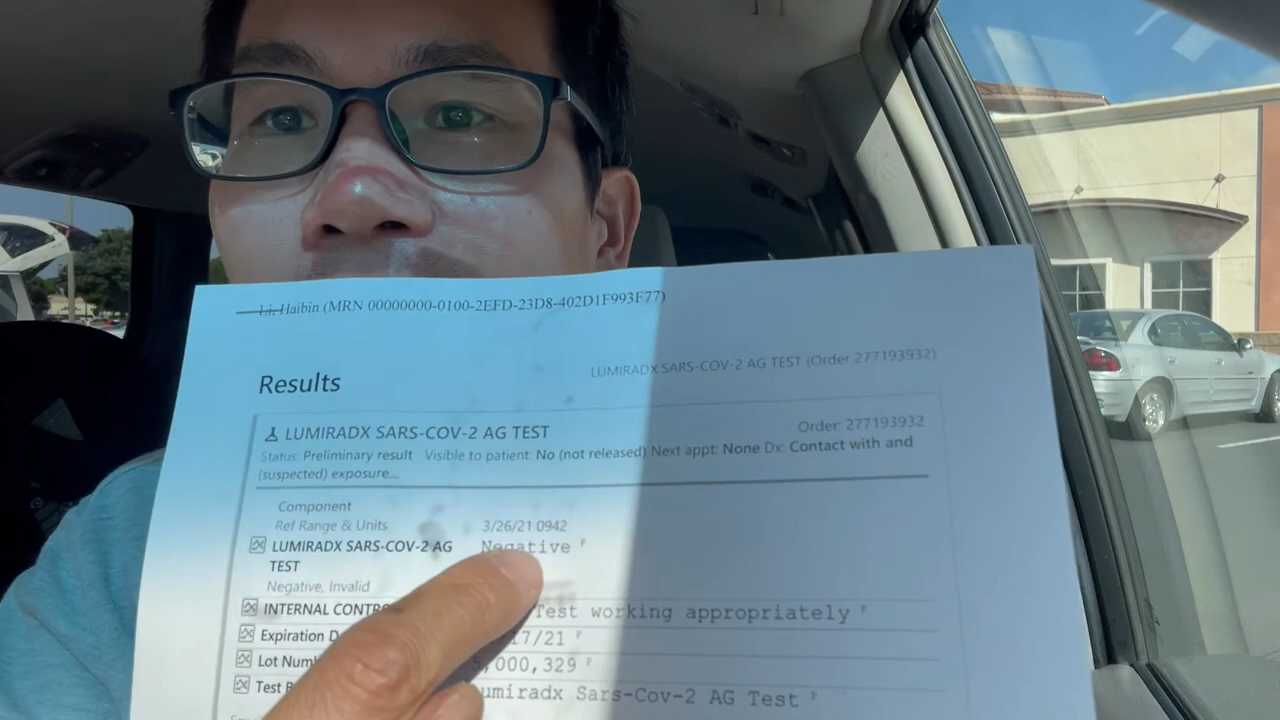 Li, Haibin (MRN 00000000-0100-2EFD-23D8-402D1F993F77)
LUMIRADX SARS-COV-2 AG TEST (Order 277193932)
Results
LUMIRADX SARS-COV-2 AG TEST Order: 277193932
Status: Preliminary result Visible to patient: No (not released) Next appt: None Dx: Contact with and
(suspected) exposure...
Component
Ref Range & Units 3/26/21 0942
LUMIRADX SARS-COV-2 AG Negative P
TEST
Negative, Invalid
INTERNAL Test working appropriately P
Expiration 17/21 P
Lot 000,329 P
Test Sars-Cov-2 AG Test P